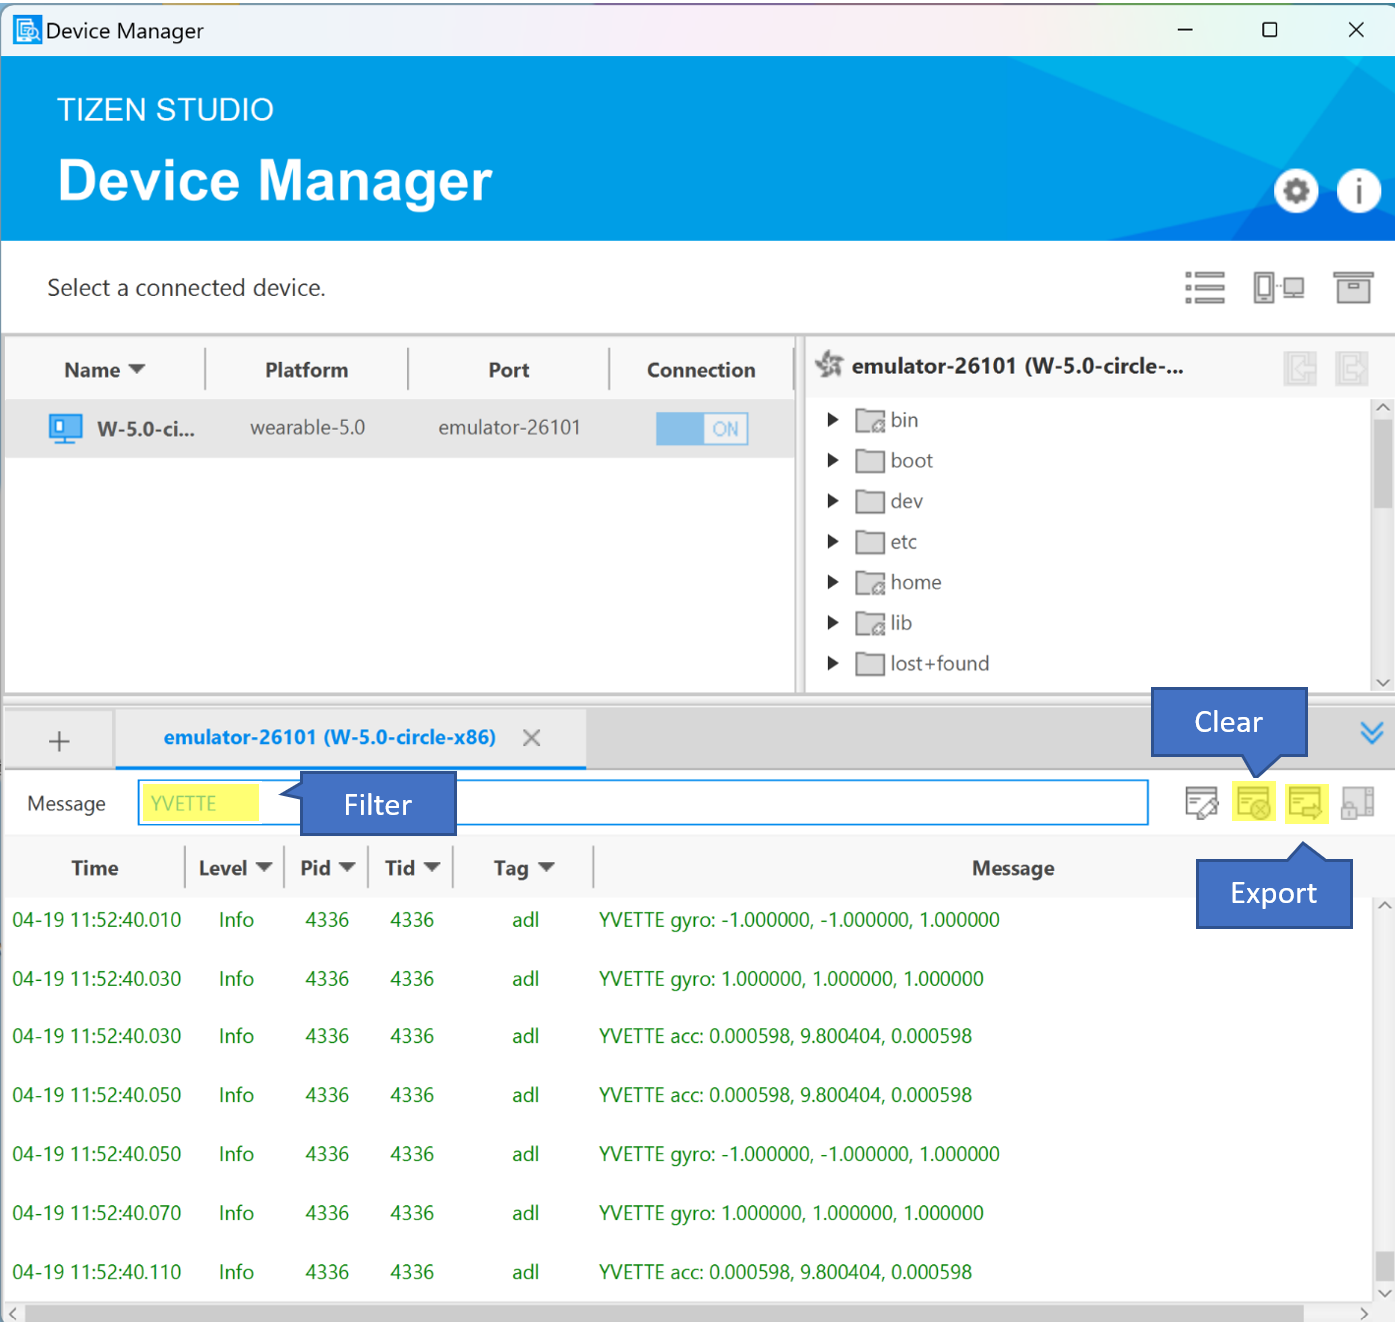 Device Manager
TIZEN STUDIO
Device Manager
Select a connected device.
Name Platform Port Connection
W-5.0-ci... wearable-5.0 emulator-26101 ON
emulator-26101 (W-5.0-circle-...
bin
boot
dev
etc
home
lib
lost+found
Clear
+ emulator-26101 (W-5.0-circle-x86)
Message YVETTE Filter
Export
Time Level Pid Tid Tag Message
04-19 11:52:40.010 Info 4336 4336 adl YVETTE gyro: -1.000000, -1.000000, 1.000000
04-19 11:52:40.030 Info 4336 4336 adl YVETTE gyro: 1.000000, 1.000000, 1.000000
04-19 11:52:40.030 Info 4336 4336 adl YVETTE acc: 0.000598, 9.800404, 0.000598
04-19 11:52:40.050 Info 4336 4336 adl YVETTE acc: 0.000598, 9.800404, 0.000598
04-19 11:52:40.050 Info 4336 4336 adl YVETTE gyro: -1.000000, -1.000000, 1.000000
04-19 11:52:40.070 Info 4336 4336 adl YVETTE gyro: 1.000000, 1.000000, 1.000000
04-19 11:52:40.110 Info 4336 4336 adl YVETTE acc: 0.000598, 9.800404, 0.000598